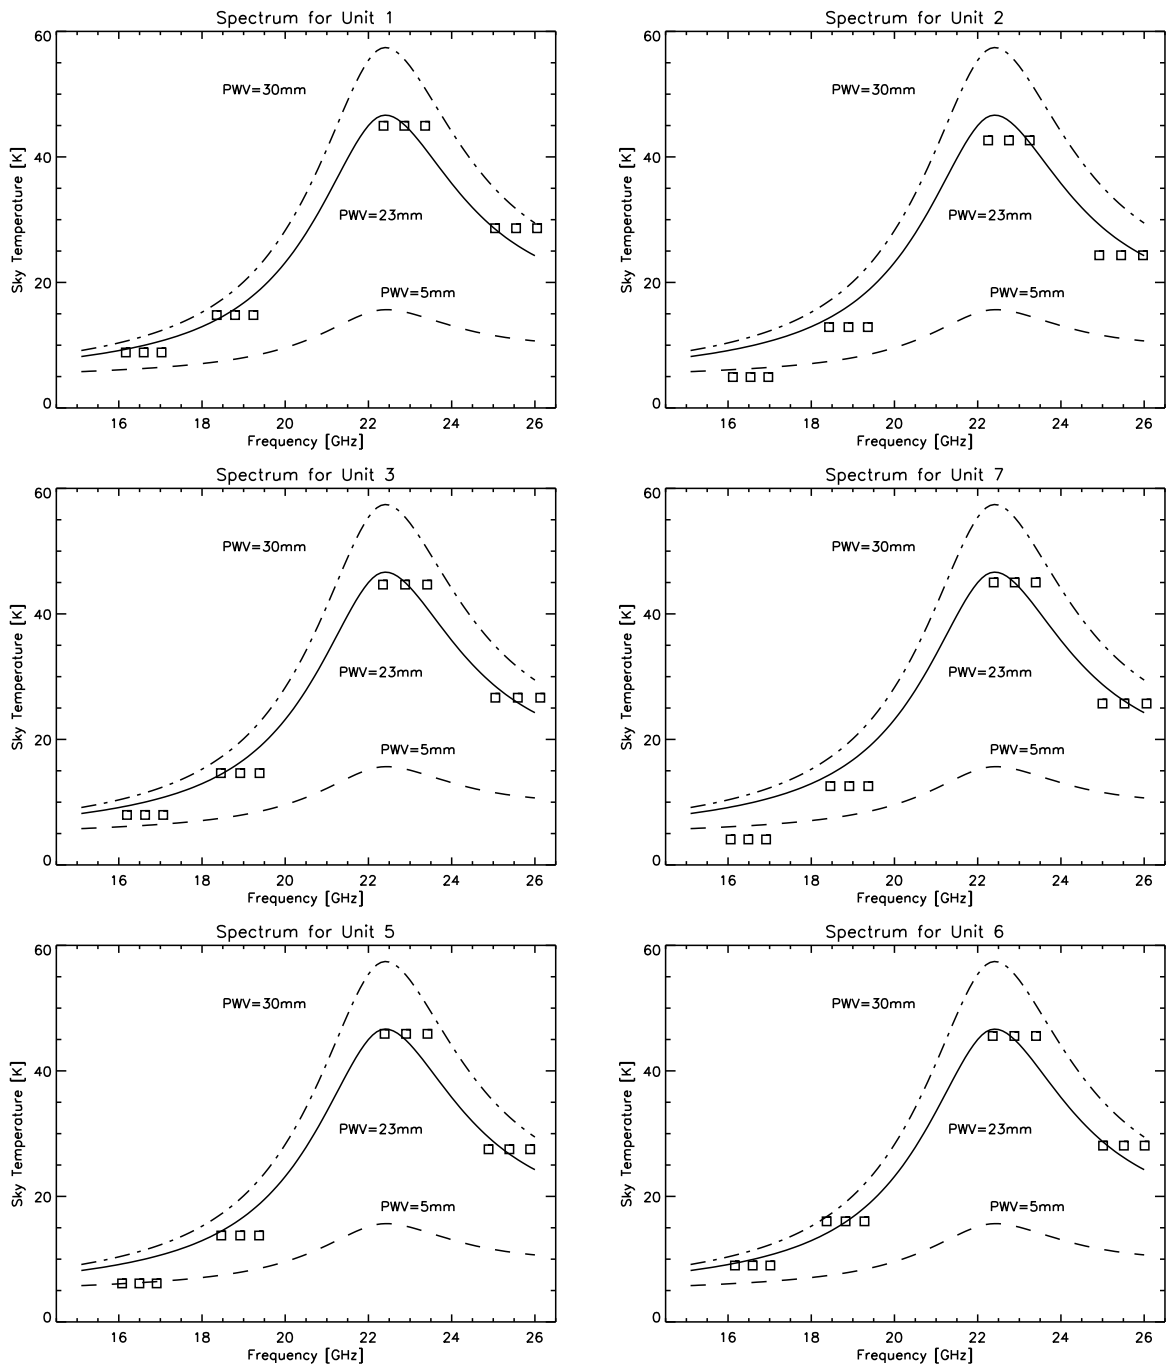 Spectrum for Unit 1
60
40
20
0
Sky Temperature [K]
PWV=30mm
PWV=23mm
PWV=5mm
16 18 20 22 24 26
Frequency [GHz]
Spectrum for Unit 2
60
40
20
0
Sky Temperature [K]
PWV=30mm
PWV=23mm
PWV=5mm
16 18 20 22 24 26
Frequency [GHz]
Spectrum for Unit 3
60
40
20
0
Sky Temperature [K]
PWV=30mm
PWV=23mm
PWV=5mm
16 18 20 22 24 26
Frequency [GHz]
Spectrum for Unit 7
60
40
20
0
Sky Temperature [K]
PWV=30mm
PWV=23mm
PWV=5mm
16 18 20 22 24 26
Frequency [GHz]
Spectrum for Unit 5
60
40
20
0
Sky Temperature [K]
PWV=30mm
PWV=23mm
PWV=5mm
16 18 20 22 24 26
Frequency [GHz]
Spectrum for Unit 6
60
40
20
0
Sky Temperature [K]
PWV=30mm
PWV=23mm
PWV=5mm
16 18 20 22 24 26
Frequency [GHz]